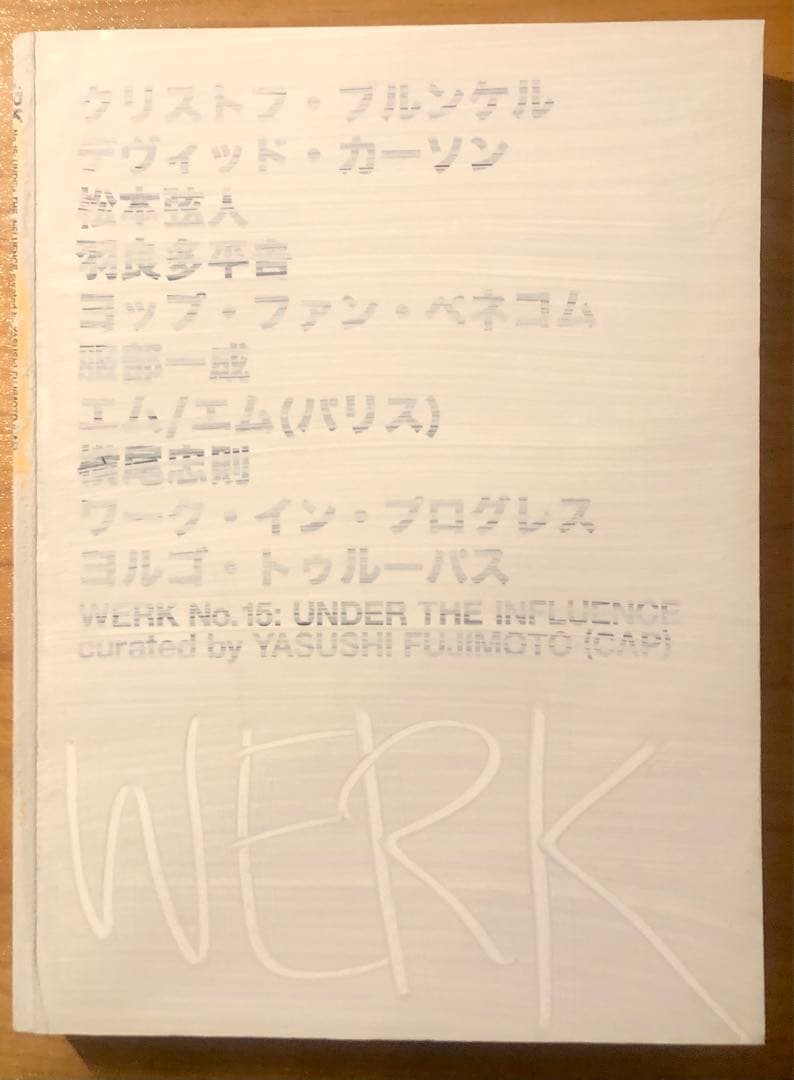 クリストフ・ブルンケル
デヴィッド・カーソン
松本弦人
羽良多平吉
ヨップ・ファン・ベネコム
服部一成
エム/エム(パリス)
横尾忠則
ワーク・イン・プログレス
ヨルゴ・トゥルーパス
WERK No.15: UNDER THE INFLUENCE
curated by YASUSHI FUJIMOTO (CAP)
WERK